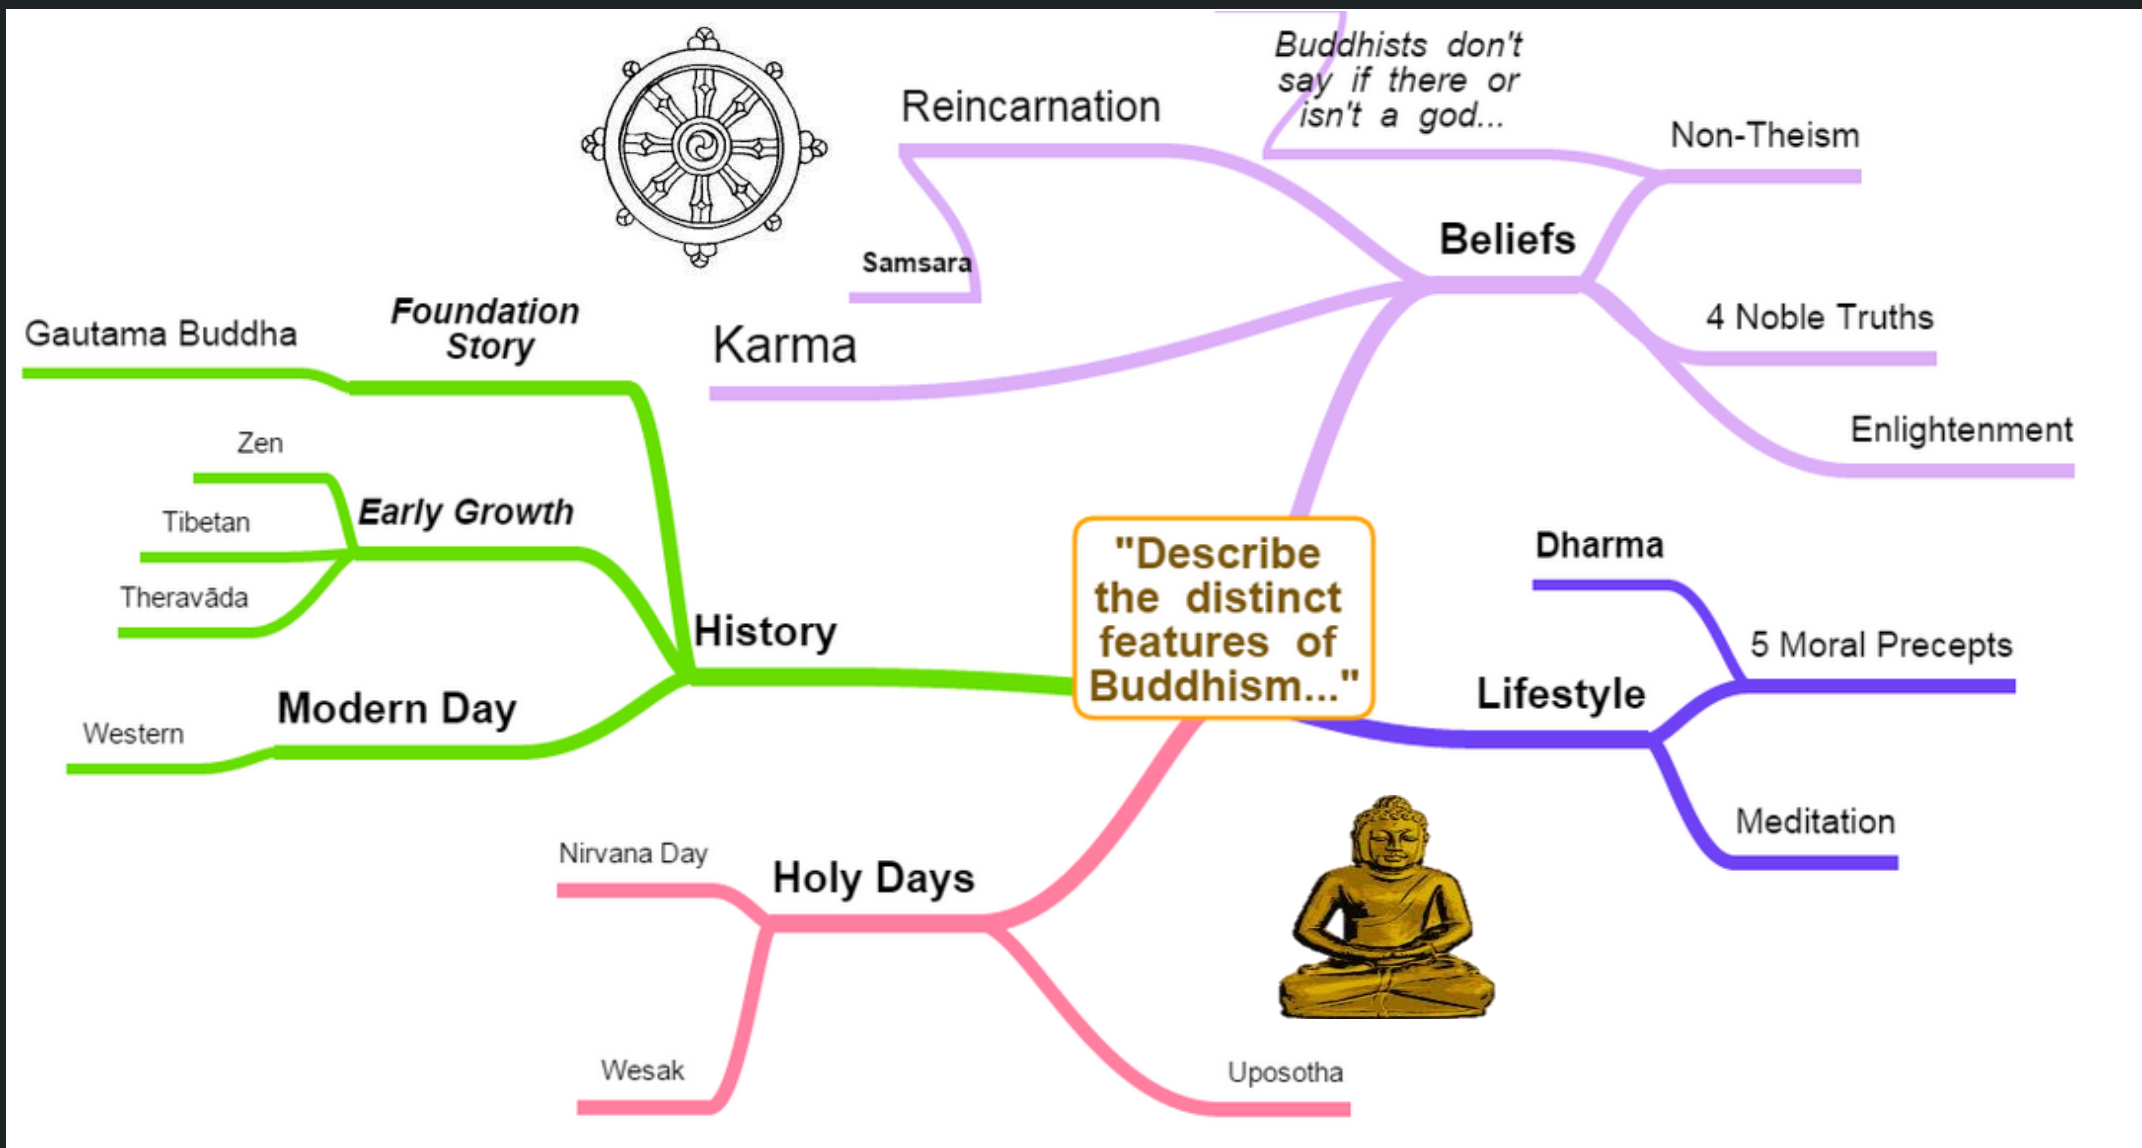 Buddhists don't
say if there or
isn't a god...
Reincarnation
Non-Theism
Beliefs
Samsara
4 Noble Truths
Foundation
Story
Gautama Buddha
Karma
Enlightenment
Zen
Early Growth
Tibetan
Theravāda
"Describe
the distinct
features of
Buddhism..."
Dharma
History
5 Moral Precepts
Lifestyle
Modern Day
Western
Meditation
Nirvana Day
Holy Days
Wesak
Uposotha